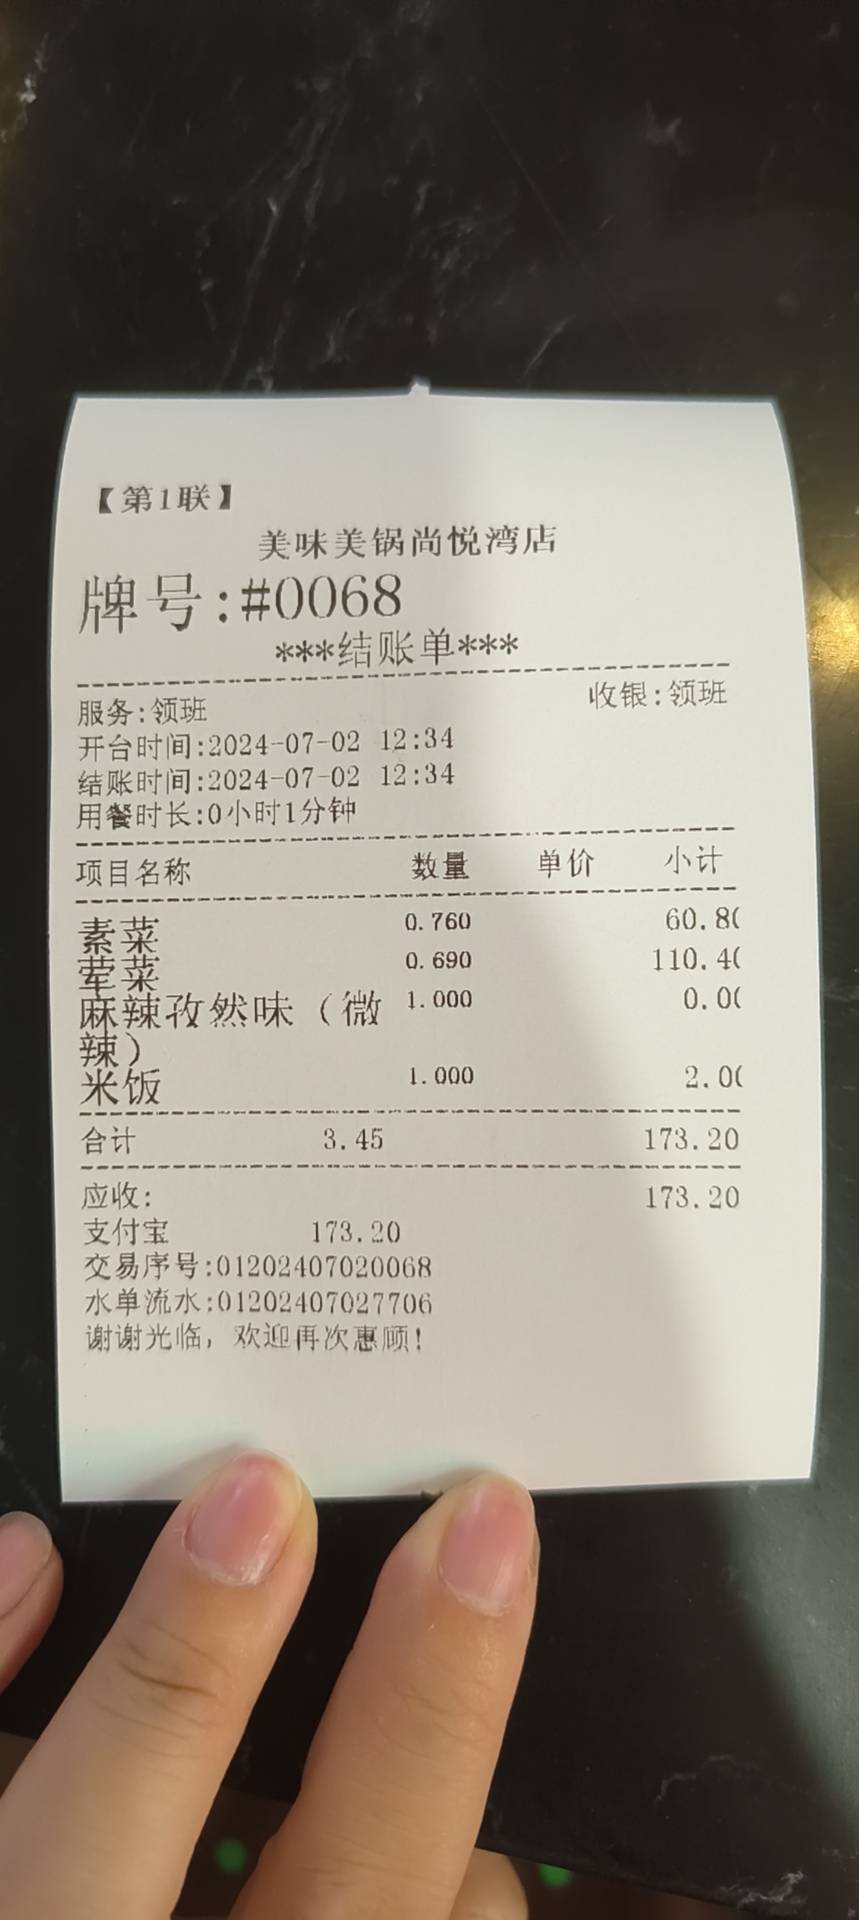 【第1联】
美味美锅尚悦湾店
牌号:#0068
***结账单***
服务:领班 收银:领班
开台时间:2024-07-02 12:34
结账时间:2024-07-02 12:34
用餐时长:0小时1分钟
项目名称 数量 单价 小计
素菜 0.760 60.80
荤菜 0.690 110.40
麻辣孜然味（微 1.000 0.00
辣）
米饭 1.000 2.00
合计 3.45 173.20
应收: 173.20
支付宝 173.20
交易序号:01202407020068
水单流水:01202407027706
谢谢光临，欢迎再次惠顾!